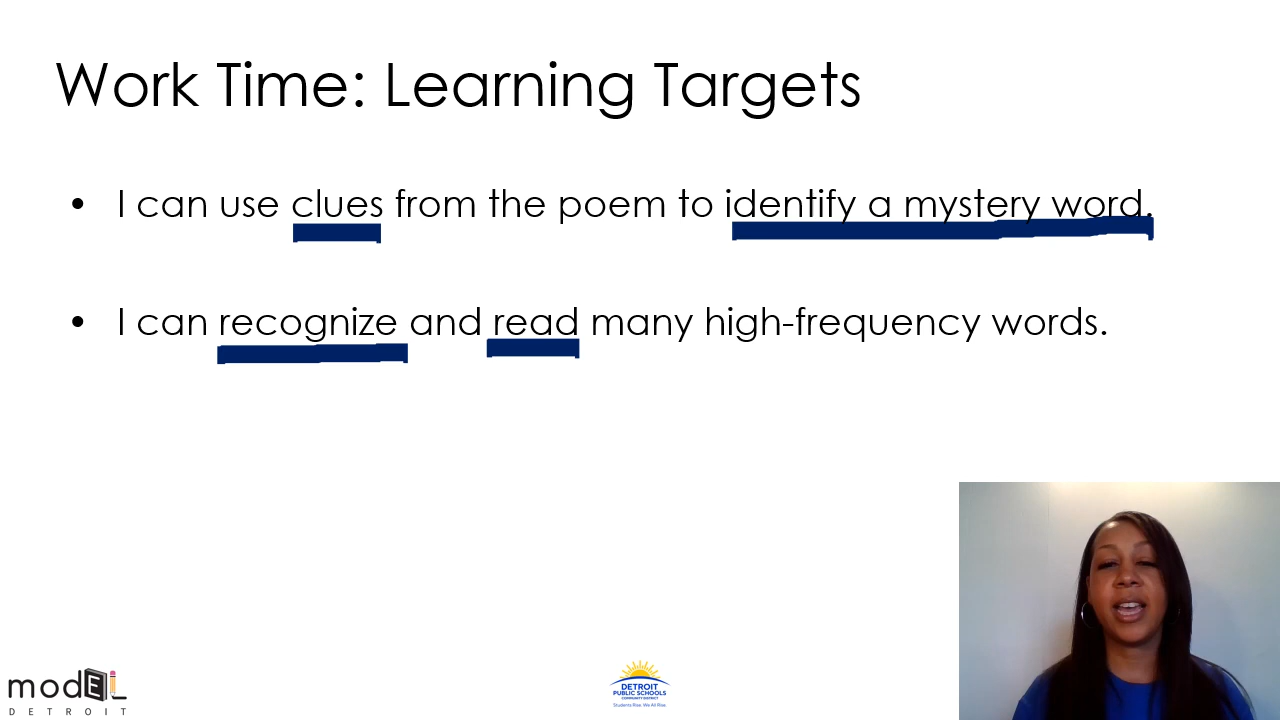 Work Time: Learning Targets
• I can use clues from the poem to identify a mystery word.
• I can recognize and read many high-frequency words.
modEL
DETROIT
DETROIT
PUBLIC SCHOOLS
COMMUNITY DISTRICT
Students Rise. We All Rise.